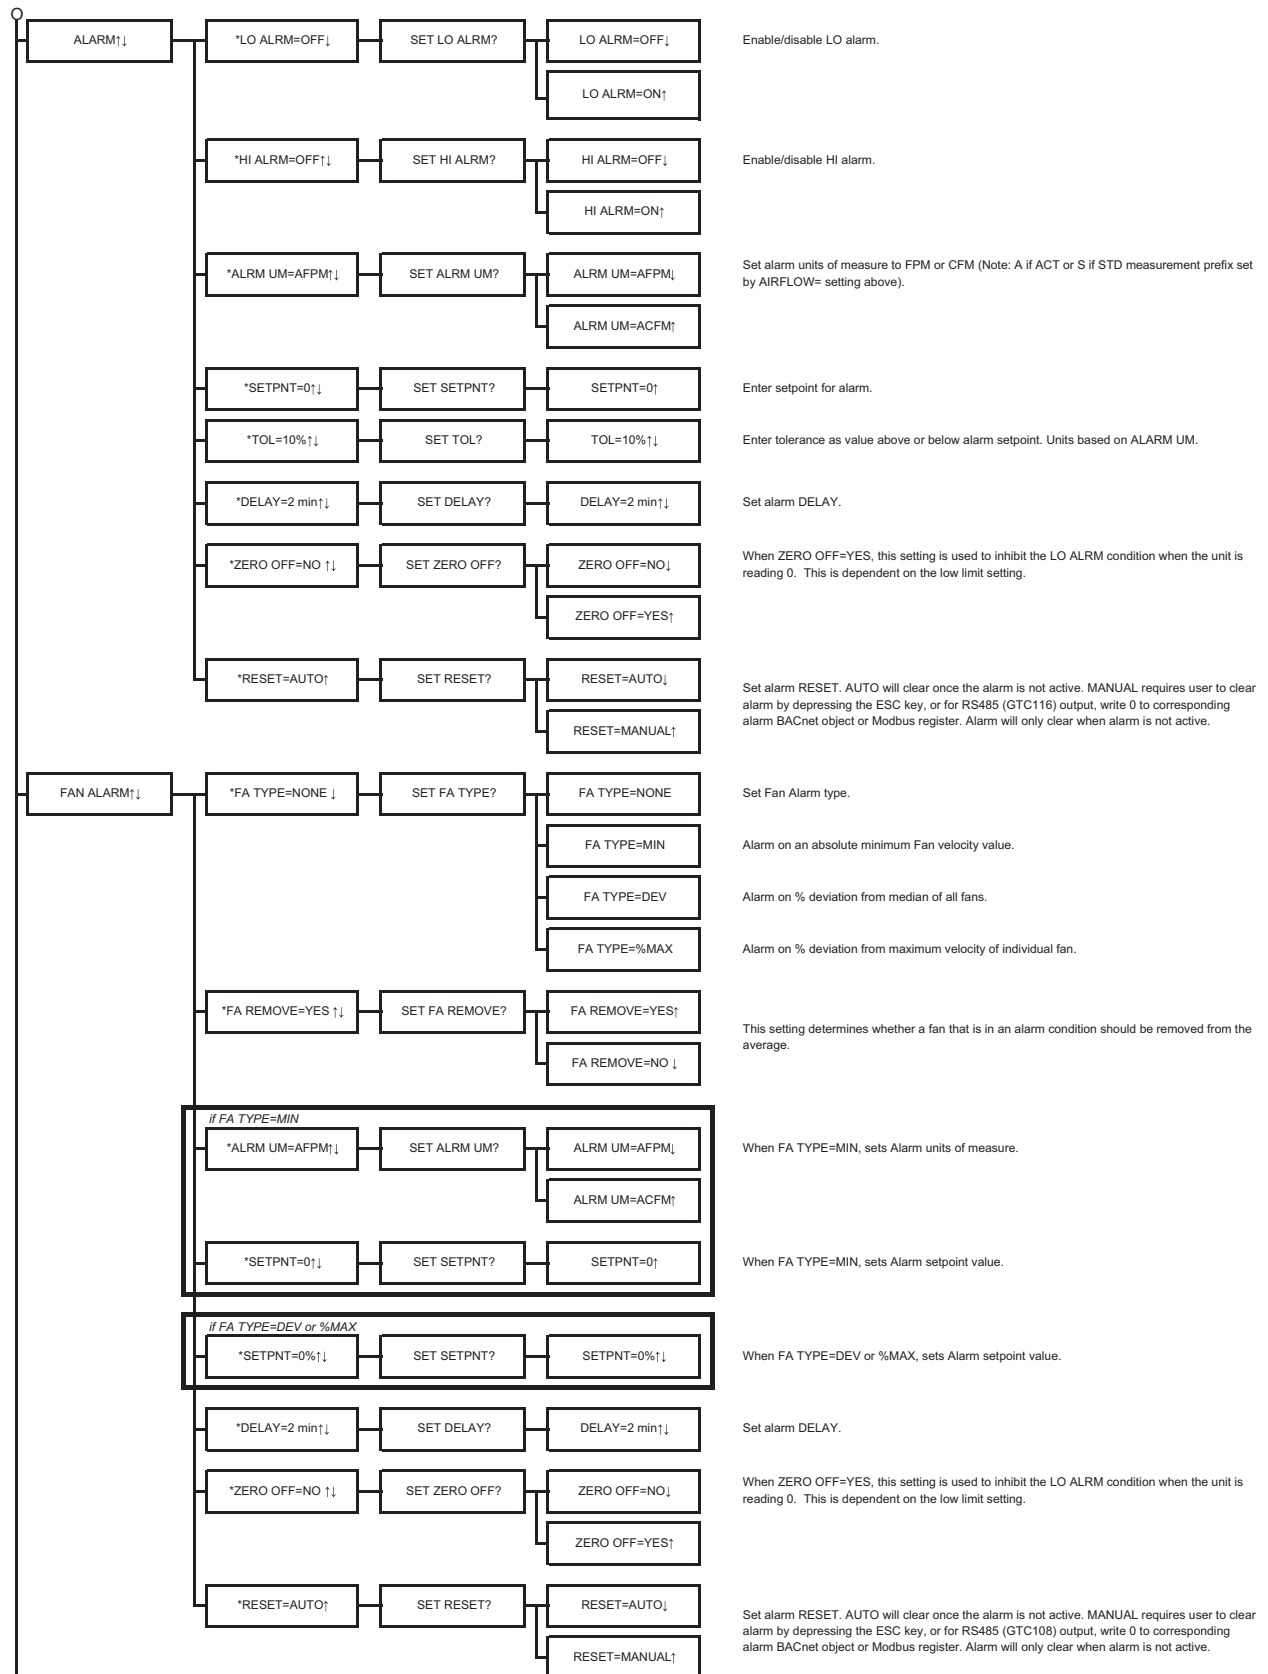 ALARM↑↓
*LO ALRM=OFF↓
SET LO ALRM?
LO ALRM=OFF↓
Enable/disable LO alarm.
LO ALRM=ON↑
*HI ALRM=OFF↑↓
SET HI ALRM?
HI ALRM=OFF↓
Enable/disable HI alarm.
HI ALRM=ON↑
*ALRM UM=AFPM↑↓
SET ALRM UM?
ALRM UM=AFPM↓
Set alarm units of measure to FPM or CFM (Note: A if ACT or S if STD measurement prefix set
by AIRFLOW= setting above).
ALRM UM=ACFM↑
*SETPNT=0↑↓
SET SETPNT?
SETPNT=0↑
Enter setpoint for alarm.
*TOL=10%↑↓
SET TOL?
TOL=10%↑↓
Enter tolerance as value above or below alarm setpoint. Units based on ALARM UM.
*DELAY=2 min↑↓
SET DELAY?
DELAY=2 min↑↓
Set alarm DELAY.
*ZERO OFF=NO ↑↓
SET ZERO OFF?
ZERO OFF=NO↓
When ZERO OFF=YES, this setting is used to inhibit the LO ALRM condition when the unit is
reading 0. This is dependent on the low limit setting.
ZERO OFF=YES↑
*RESET=AUTO↑
SET RESET?
RESET=AUTO↓
Set alarm RESET. AUTO will clear once the alarm is not active. MANUAL requires user to clear
alarm by depressing the ESC key, or for RS485 (GTC116) output, write 0 to corresponding
alarm BACnet object or Modbus register. Alarm will only clear when alarm is not active.
RESET=MANUAL↑
FAN ALARM↑↓
*FA TYPE=NONE ↓
SET FA TYPE?
FA TYPE=NONE
Set Fan Alarm type.
FA TYPE=MIN
Alarm on an absolute minimum Fan velocity value.
FA TYPE=DEV
Alarm on % deviation from median of all fans.
FA TYPE=%MAX
Alarm on % deviation from maximum velocity of individual fan.
*FA REMOVE=YES ↑↓
SET FA REMOVE?
FA REMOVE=YES↑
This setting determines whether a fan that is in an alarm condition should be removed from the
average.
FA REMOVE=NO ↓
if FA TYPE=MIN
*ALRM UM=AFPM↑↓
SET ALRM UM?
ALRM UM=AFPM↓
When FA TYPE=MIN, sets Alarm units of measure.
ALRM UM=ACFM↑
*SETPNT=0↑↓
SET SETPNT?
SETPNT=0↑
When FA TYPE=MIN, sets Alarm setpoint value.
if FA TYPE=DEV or %MAX
*SETPNT=0%↑↓
SET SETPNT?
SETPNT=0%↑↓
When FA TYPE=DEV or %MAX, sets Alarm setpoint value.
*DELAY=2 min↑↓
SET DELAY?
DELAY=2 min↑↓
Set alarm DELAY.
*ZERO OFF=NO ↑↓
SET ZERO OFF?
ZERO OFF=NO↓
When ZERO OFF=YES, this setting is used to inhibit the LO ALRM condition when the unit is
reading 0. This is dependent on the low limit setting.
ZERO OFF=YES↑
*RESET=AUTO↑
SET RESET?
RESET=AUTO↓
Set alarm RESET. AUTO will clear once the alarm is not active. MANUAL requires user to clear
alarm by depressing the ESC key, or for RS485 (GTC108) output, write 0 to corresponding
alarm BACnet object or Modbus register. Alarm will only clear when alarm is not active.
RESET=MANUAL↑